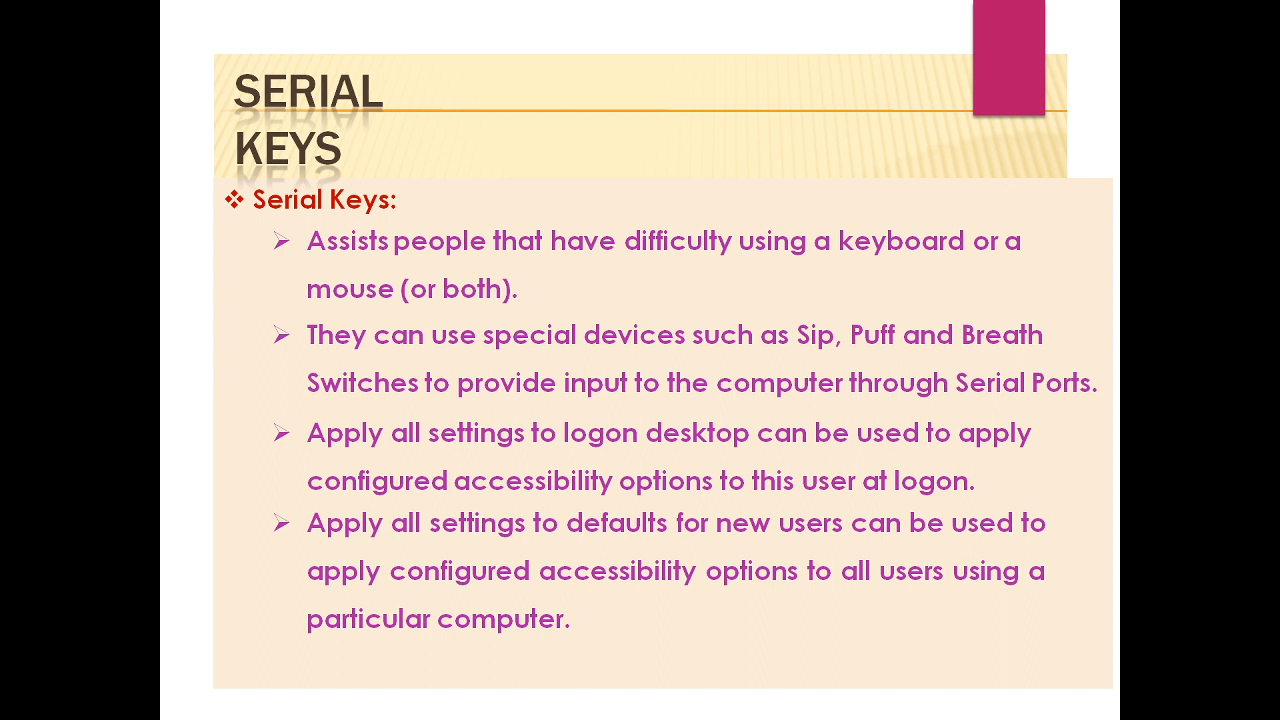 SERIAL
KEYS
❖ Serial Keys:
➢ Assists people that have difficulty using a keyboard or a
mouse (or both).
➢ They can use special devices such as Sip, Puff and Breath
Switches to provide input to the computer through Serial Ports.
➢ Apply all settings to logon desktop can be used to apply
configured accessibility options to this user at logon.
➢ Apply all settings to defaults for new users can be used to
apply configured accessibility options to all users using a
particular computer.